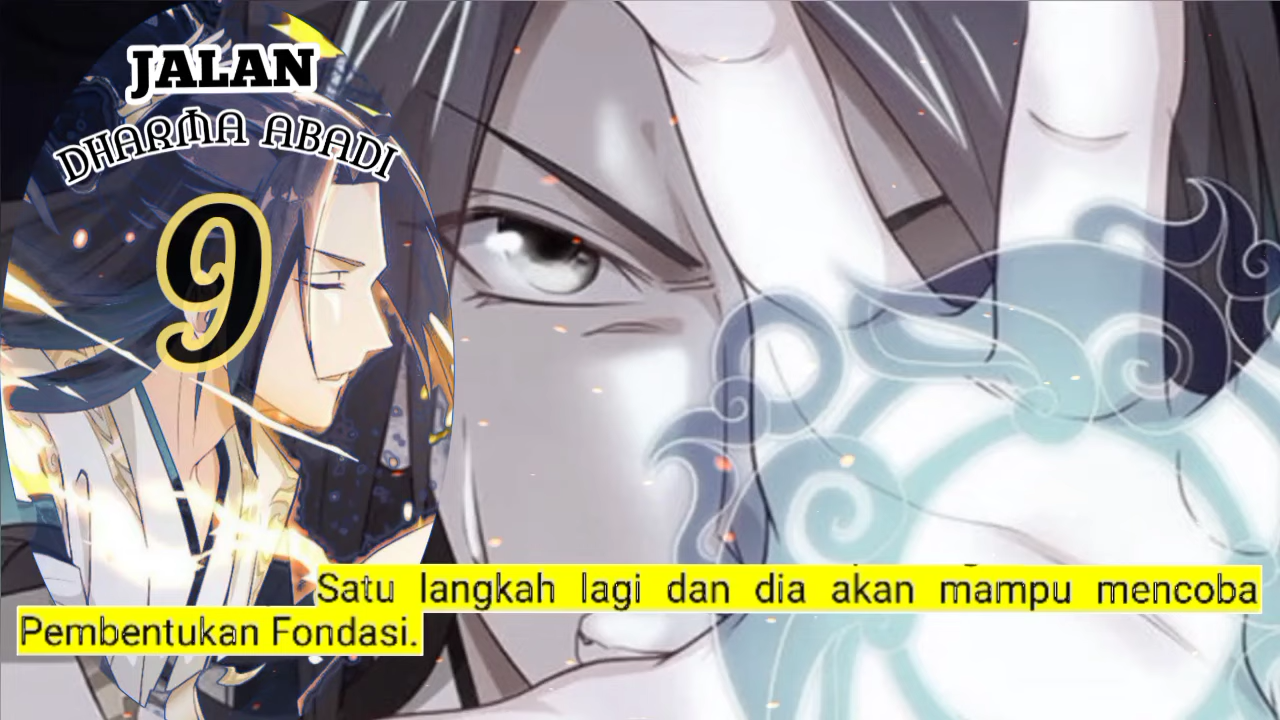 JALAN
DHARMA ABADI
9
Satu langkah lagi dan dia akan mampu mencoba
Pembentukan Fondasi.